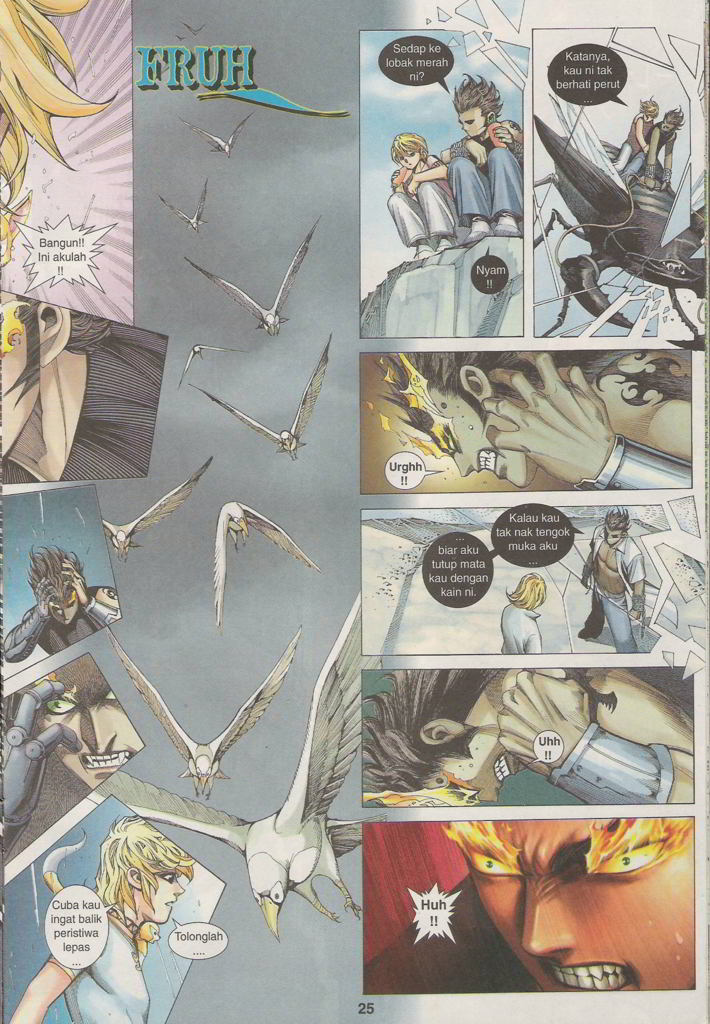 FRUH
Bangun!!
Ini akulah
!!
Cuba kau
ingat balik
peristiwa
lepas
...
Tolonglah
....
Sedap ke
lobak merah
ni?
Nyam
!!
Katanya,
kau ni tak
berhati perut
...
Urghh
!!
Kalau kau
tak nak tengok
muka aku
...
...
biar aku
tutup mata
kau dengan
kain ni.
Uhh
!!
Huh
!!
25